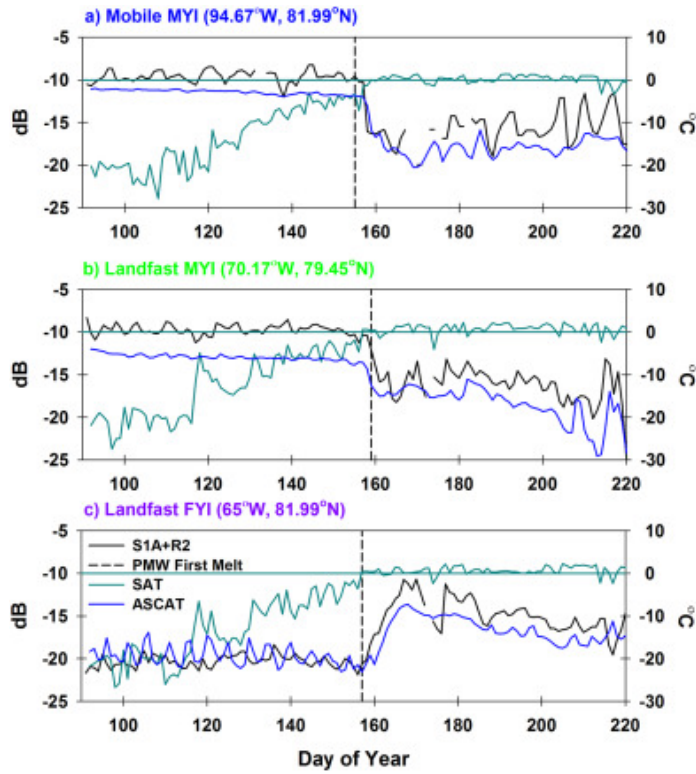 a) Mobile MYI (94.67°W, 81.99°N)
-5 10
-10 0
dB -15 -10 °C
-20 -20
-25 -30
100 120 140 160 180 200 220
b) Landfast MYI (70.17°W, 79.45°N)
-5 10
-10 0
dB -15 -10 °C
-20 -20
-25 -30
100 120 140 160 180 200 220
c) Landfast FYI (65°W, 81.99°N)
-5 10
S1A+R2
PMW First Melt
-10 0
SAT
ASCAT
dB -15 -10 °C
-20 -20
-25 -30
100 120 140 160 180 200 220
Day of Year